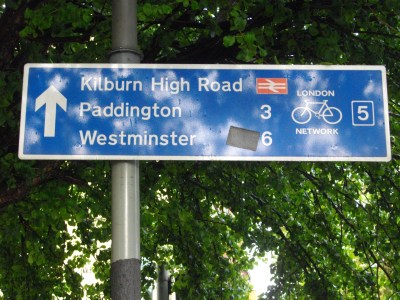 Kilburn High Road
Paddington 3
Westminster 6
LONDON
NETWORK
5